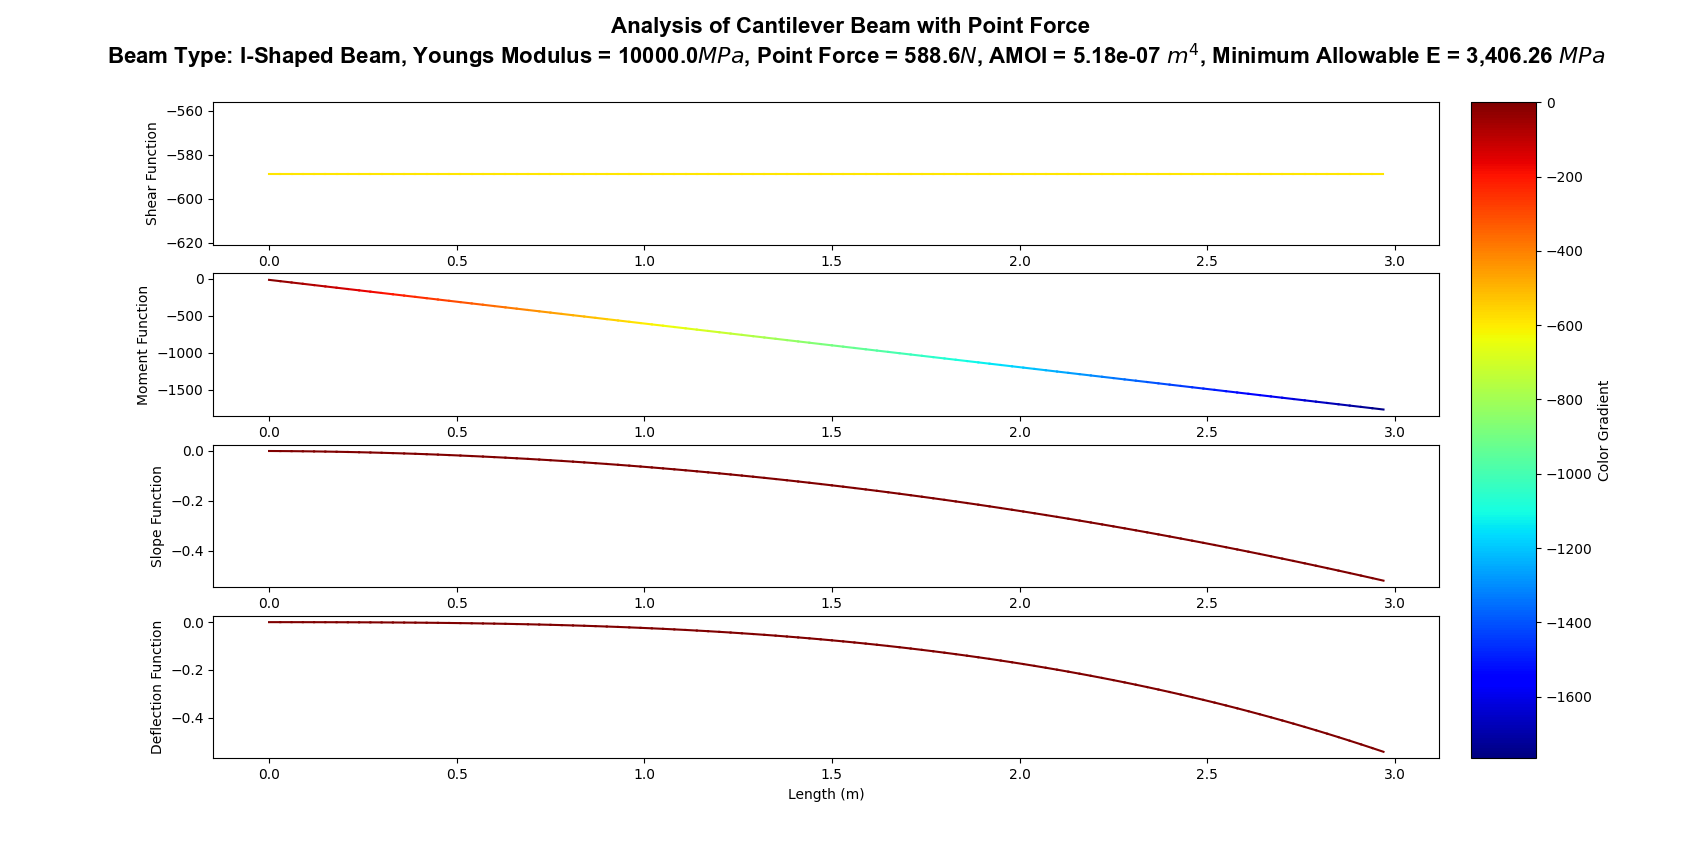 Analysis of Cantilever Beam with Point Force
Beam Type: I-Shaped Beam, Youngs Modulus = 10000.0MPa, Point Force = 588.6N, AMOI = 5.18e-07 m⁴, Minimum Allowable E = 3,406.26 MPa
−560
−580
−600
−620
Shear Function
0.0 0.5 1.0 1.5 2.0 2.5 3.0
0
−500
−1000
−1500
Moment Function
0.0 0.5 1.0 1.5 2.0 2.5 3.0
0.0
−0.2
−0.4
Slope Function
0.0 0.5 1.0 1.5 2.0 2.5 3.0
0.0
−0.2
−0.4
Deflection Function
0.0 0.5 1.0 1.5 2.0 2.5 3.0
Length (m)
0
−200
−400
−600
−800
−1000
−1200
−1400
−1600
Color Gradient